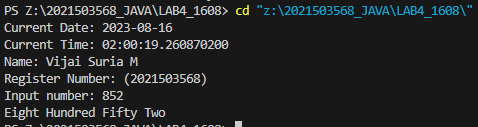 PS Z:\2021503568_JAVA\LAB4_1608> cd "z:\2021503568_JAVA\LAB4_1608\"
Current Date: 2023-08-16
Current Time: 02:00:19.260870200
Name: Vijai Suria M
Register Number: (2021503568)
Input number: 852
Eight Hundred Fifty Two
PS Z:\2021503568_JAVA\LAB4_1608>